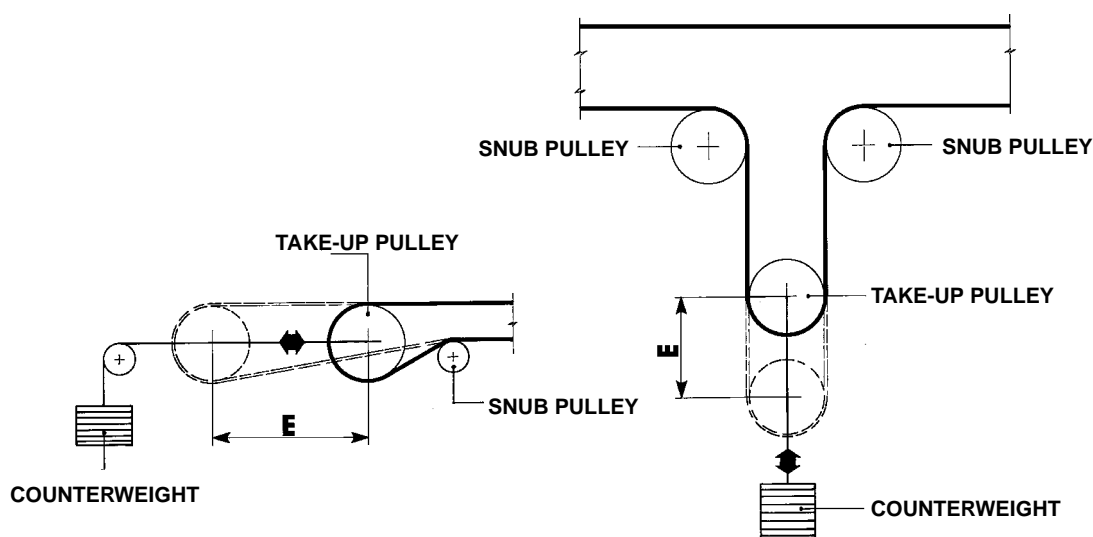 SNUB PULLEY
SNUB PULLEY
TAKE-UP PULLEY
TAKE-UP PULLEY
E
SNUB PULLEY
E
COUNTERWEIGHT
COUNTERWEIGHT